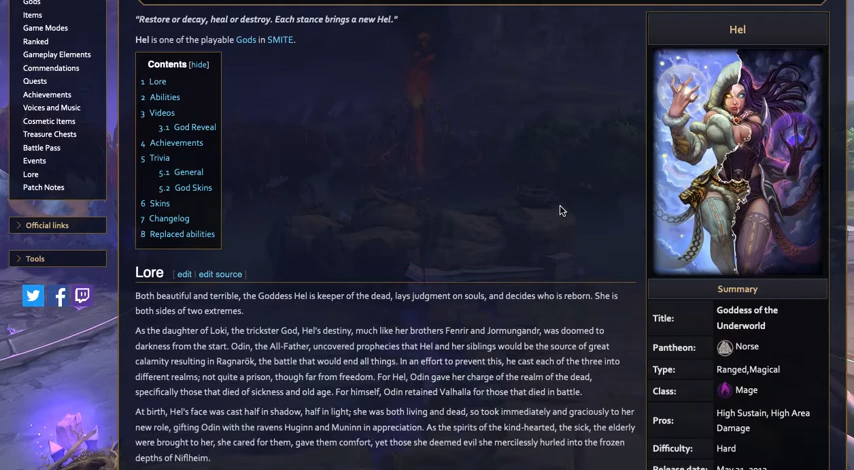 Gods
Items
Game Modes
Ranked
Gameplay Elements
Commendations
Quests
Achievements
Voices and Music
Cosmetic Items
Treasure Chests
Battle Pass
Events
Lore
Patch Notes
Official links
Tools
"Restore or decay, heal or destroy. Each stance brings a new Hel."
Hel is one of the playable Gods in SMITE.
Contents [hide]
1 Lore
2 Abilities
3 Videos
3.1 God Reveal
4 Achievements
5 Trivia
5.1 General
5.2 God Skins
6 Skins
7 Changelog
8 Replaced abilities
Lore [ edit | edit source ]
Both beautiful and terrible, the Goddess Hel is keeper of the dead, lays judgment on souls, and decides who is reborn. She is
both sides of two extremes.
As the daughter of Loki, the trickster God, Hel's destiny, much like her brothers Fenrir and Jormungandr, was doomed to
darkness from the start. Odin, the All-Father, uncovered prophecies that Hel and her siblings would be the source of great
calamity resulting in Ragnarök, the battle that would end all things. In an effort to prevent this, he cast each of the three into
different realms; not quite a prison, though far from freedom. For Hel, Odin gave her charge of the realm of the dead,
specifically those that died of sickness and old age. For himself, Odin retained Valhalla for those that died in battle.
At birth, Hel's face was cast half in shadow, half in light; she was both living and dead, so took immediately and graciously to her
new role, gifting Odin with the ravens Huginn and Muninn in appreciation. As the spirits of the kind-hearted, the sick, the elderly
were brought to her, she cared for them, gave them comfort, yet those she deemed evil she mercilessly hurled into the frozen
depths of Niflheim.
Hel
Summary
Title: Goddess of the
Underworld
Pantheon: Norse
Type: Ranged,Magical
Class: Mage
Pros: High Sustain, High Area
Damage
Difficulty: Hard
Release date: May 31, 2012